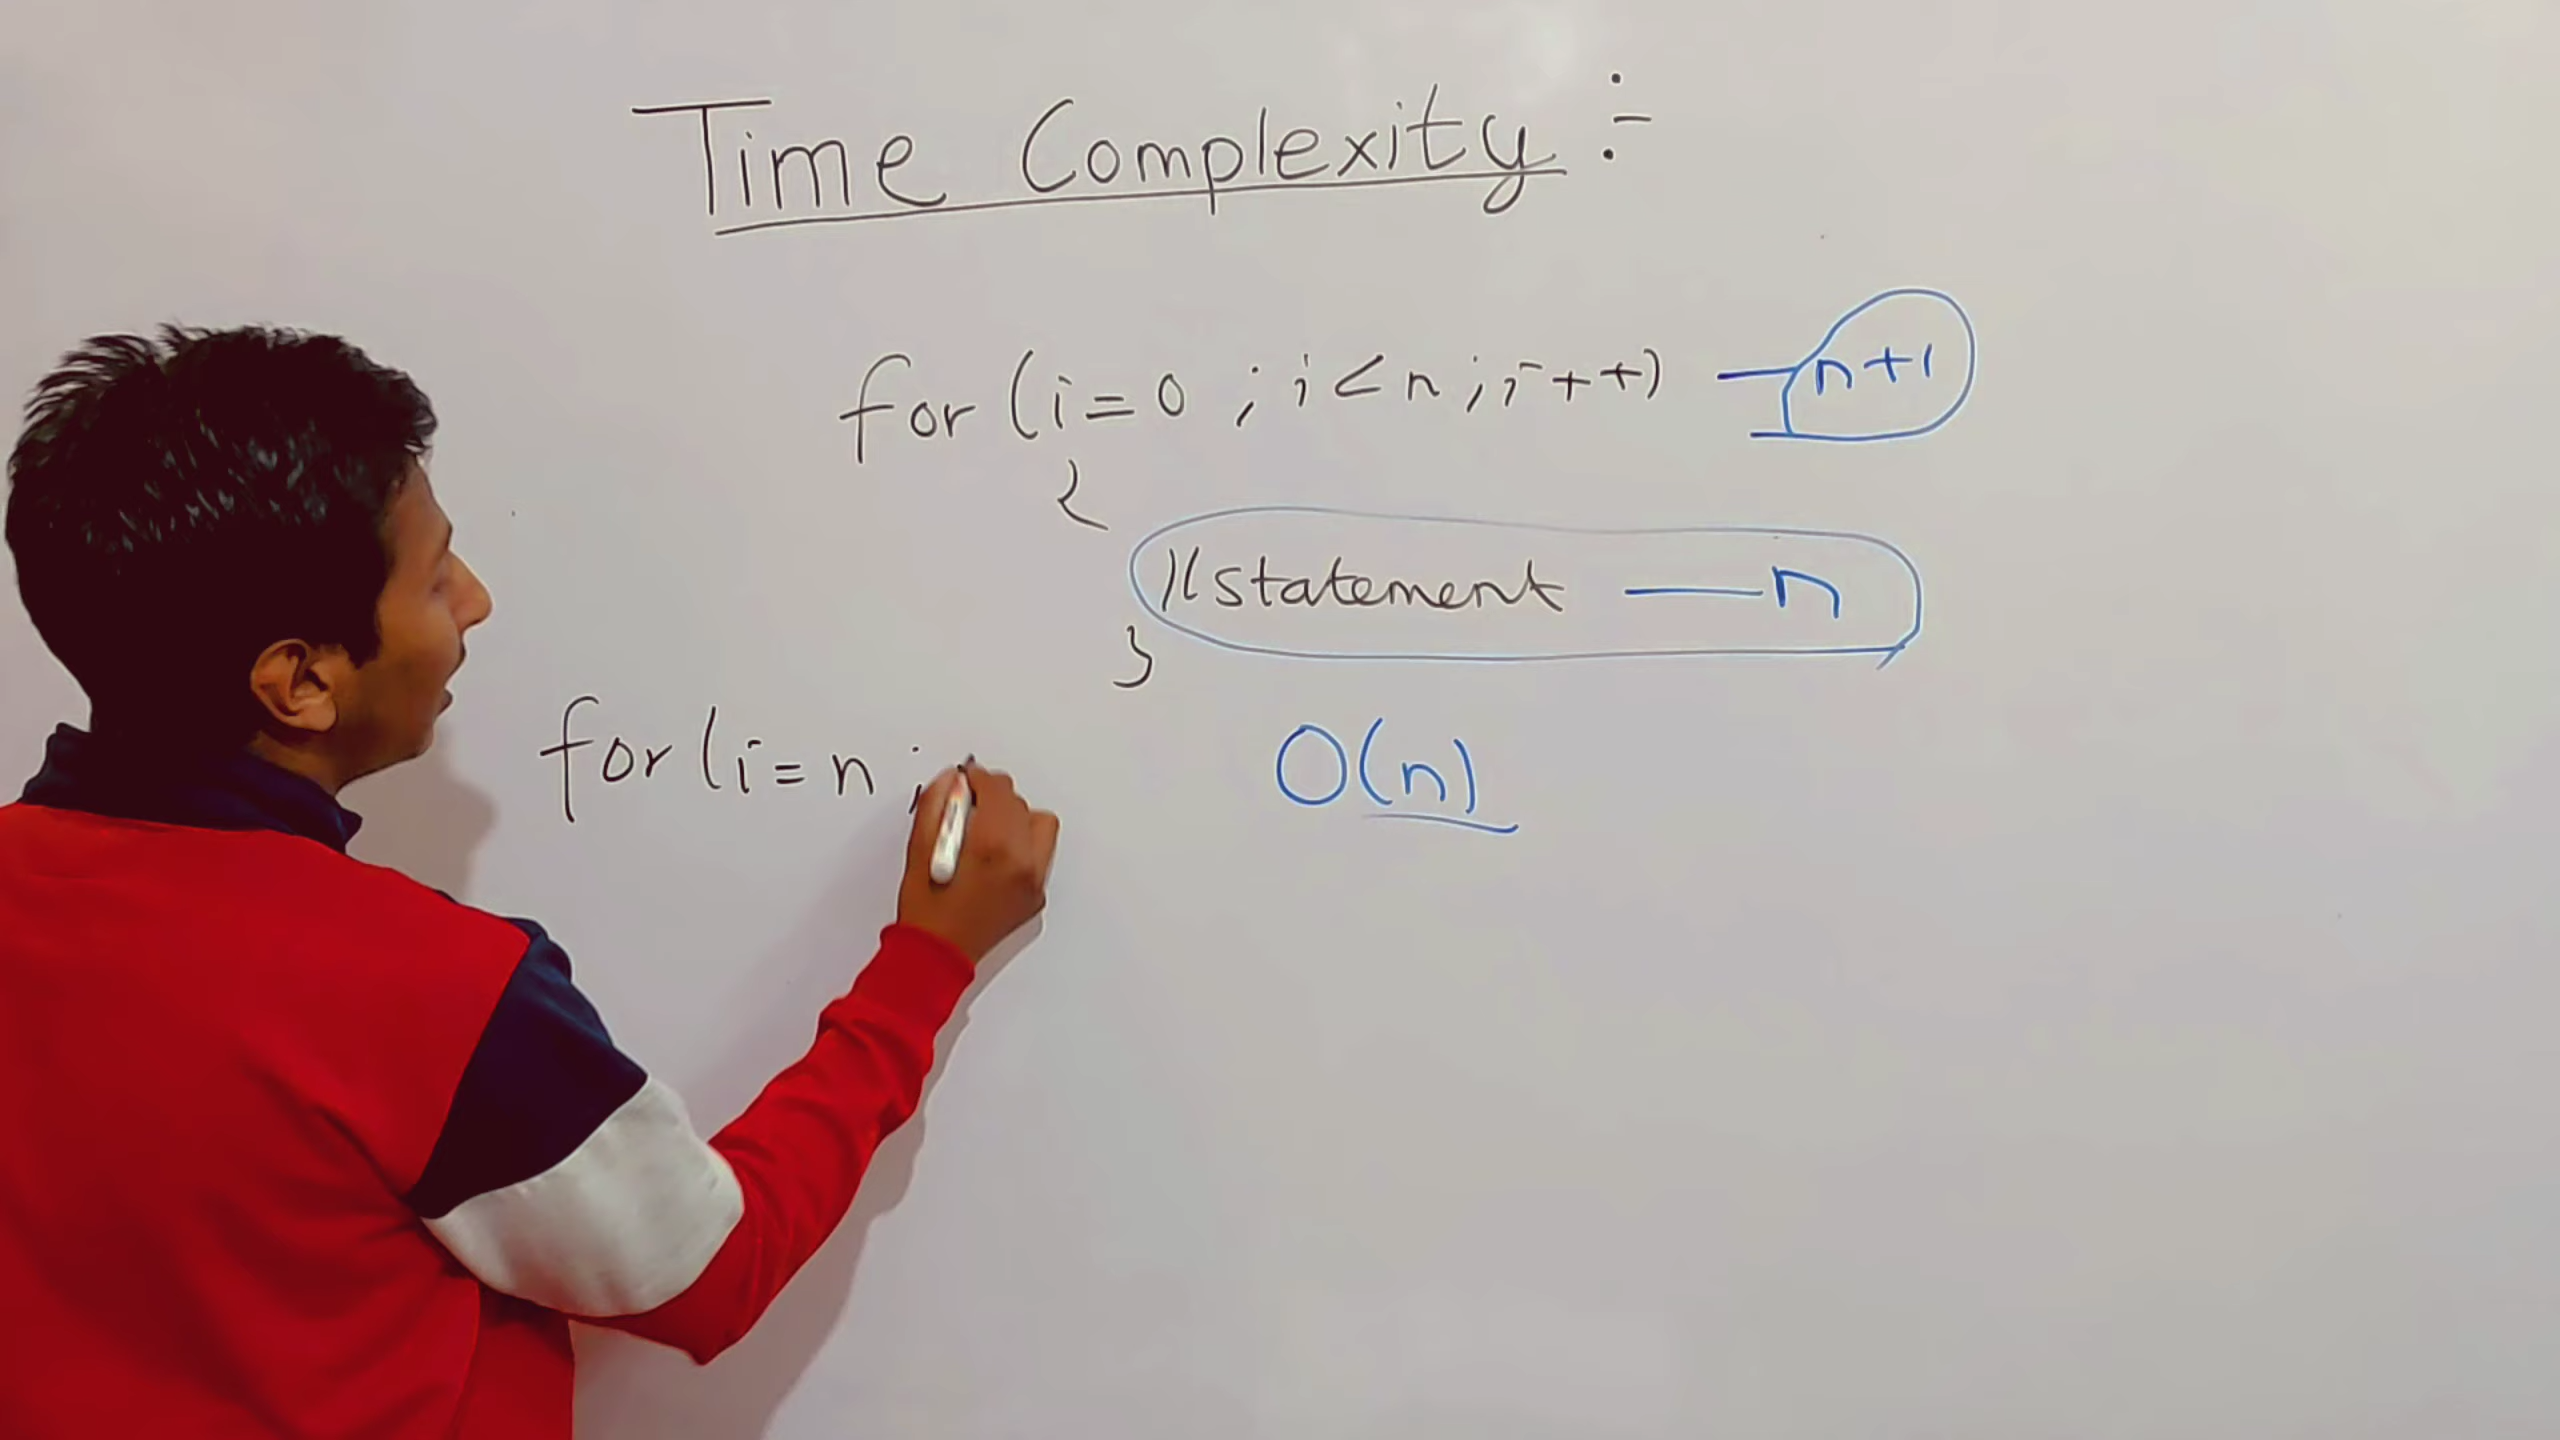 Time Complexity :-
for (i=0 ; i<n ; i++) — n+1
{
//statement — n
}
for (i=n ;
O(n)